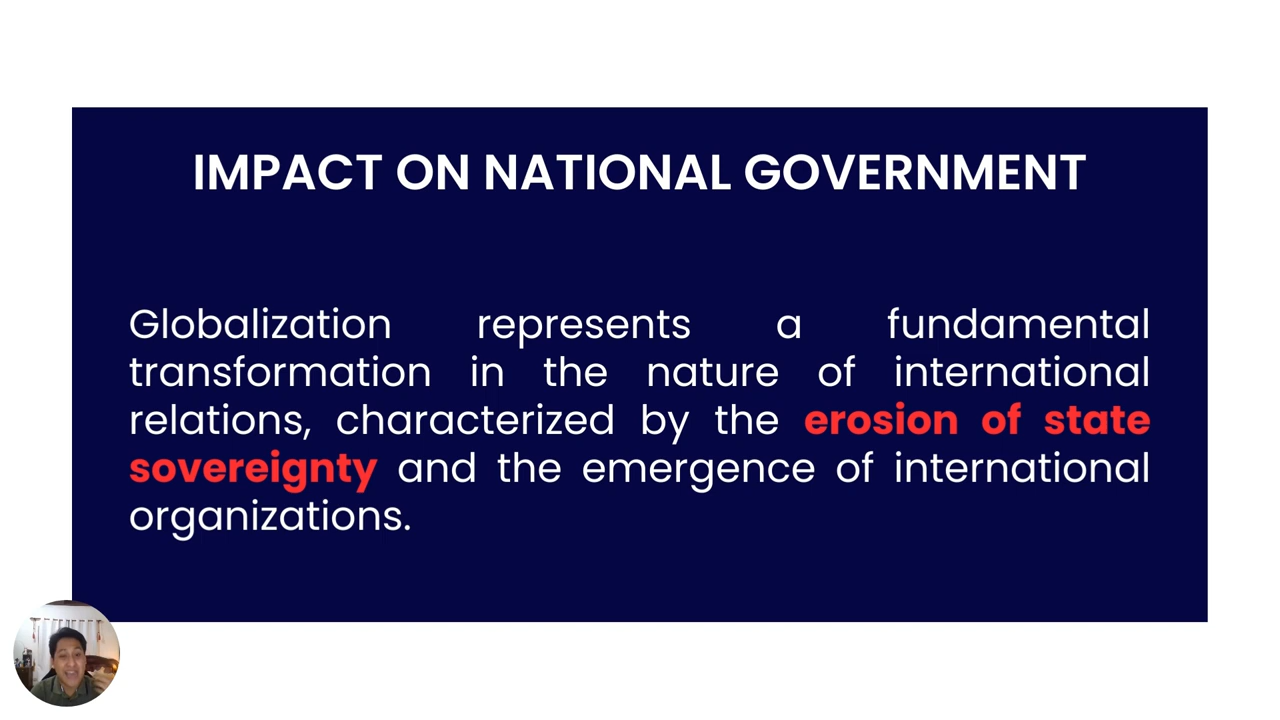 IMPACT ON NATIONAL GOVERNMENT
Globalization represents a fundamental
transformation in the nature of international
relations, characterized by the erosion of state
sovereignty and the emergence of international
organizations.